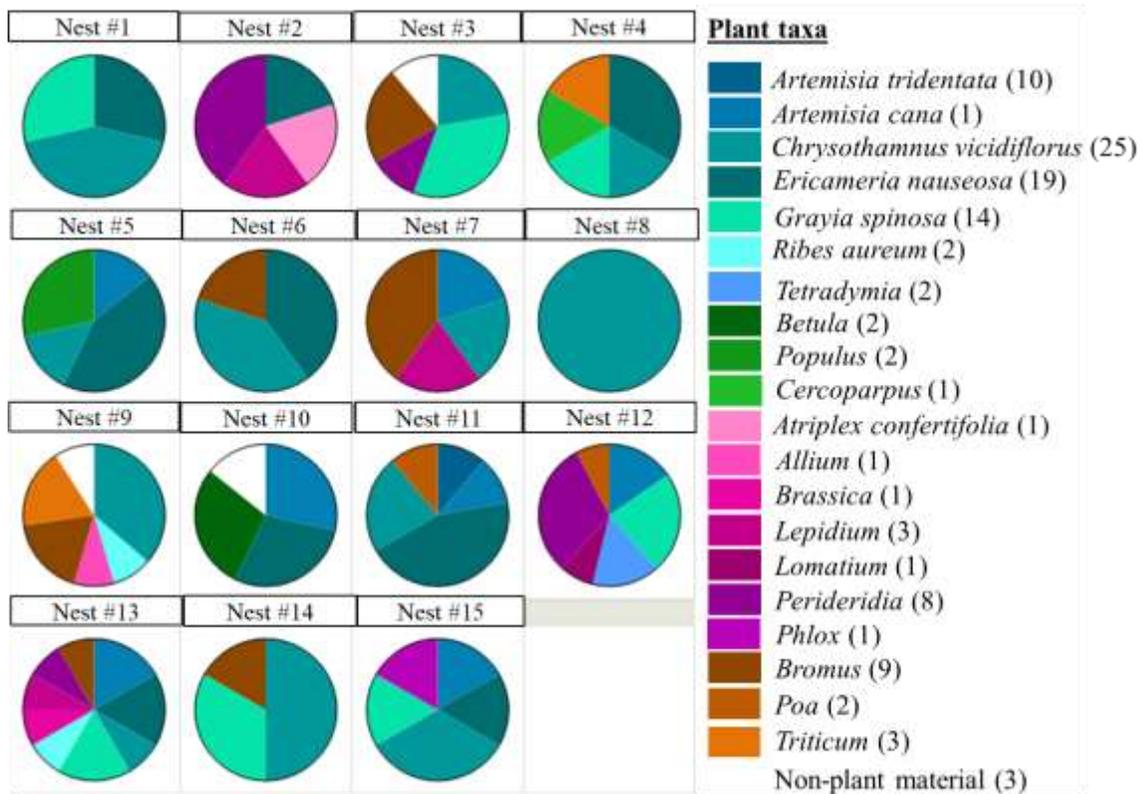 Nest #1 Nest #2 Nest #3 Nest #4
Nest #5 Nest #6 Nest #7 Nest #8
Nest #9 Nest #10 Nest #11 Nest #12
Nest #13 Nest #14 Nest #15
Plant taxa
Artemisia tridentata (10)
Artemisia cana (1)
Chrysothamnus vicidiflorus (25)
Ericameria nauseosa (19)
Grayia spinosa (14)
Ribes aureum (2)
Tetradymia (2)
Betula (2)
Populus (2)
Cercoparpus (1)
Atriplex confertifolia (1)
Allium (1)
Brassica (1)
Lepidium (3)
Lomatium (1)
Perideridia (8)
Phlox (1)
Bromus (9)
Poa (2)
Triticum (3)
Non-plant material (3)